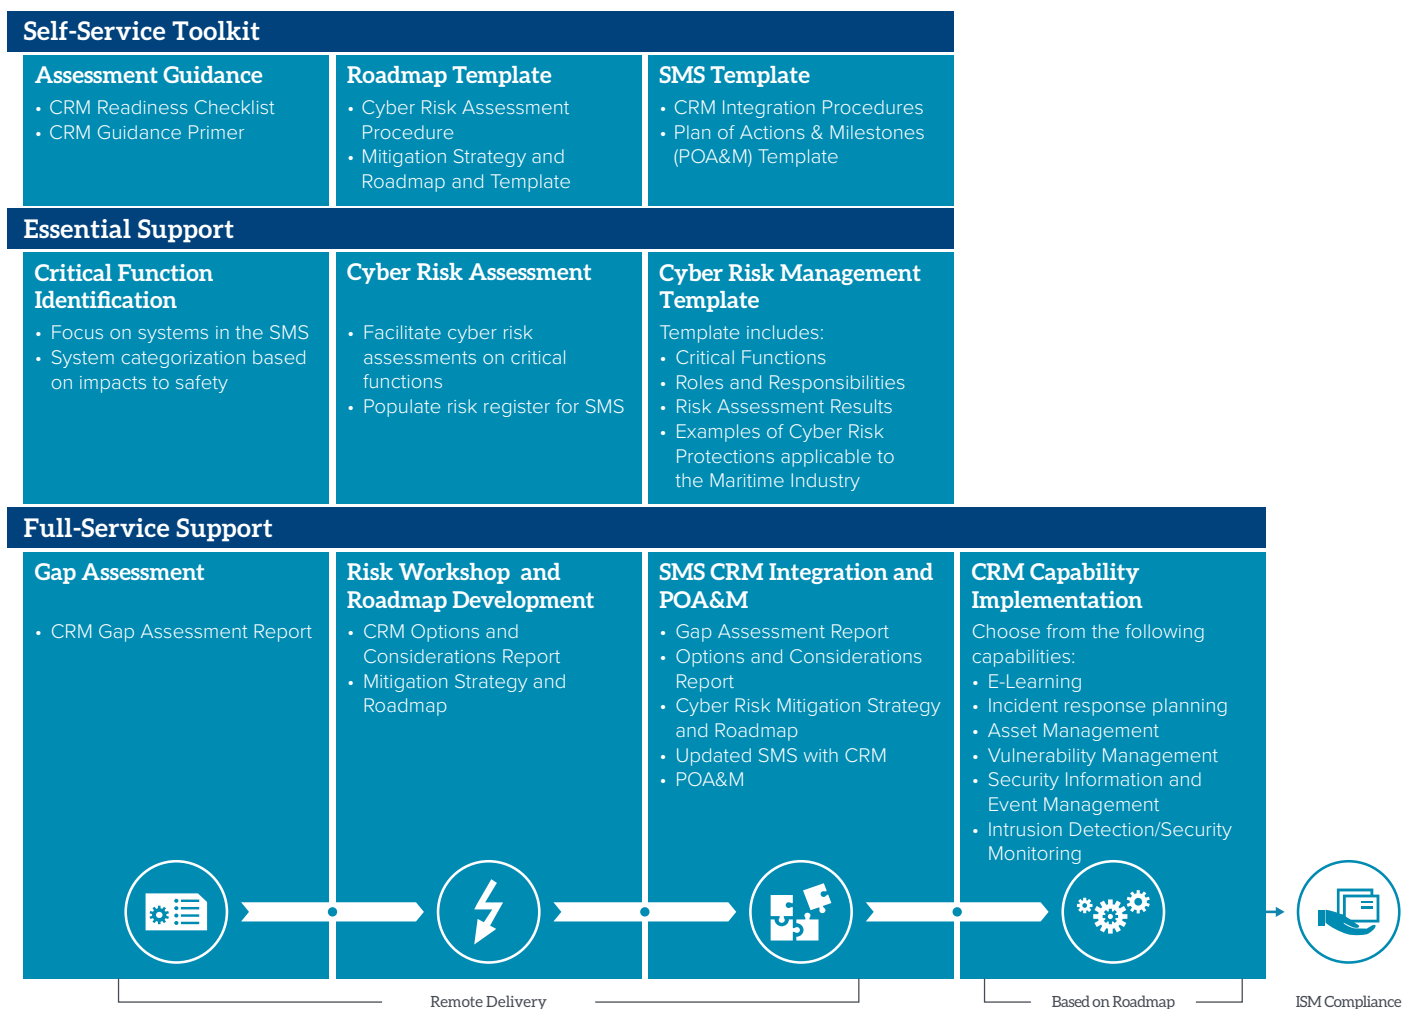 Self-Service Toolkit
Assessment Guidance
• CRM Readiness Checklist
• CRM Guidance Primer
Roadmap Template
• Cyber Risk Assessment
Procedure
• Mitigation Strategy and
Roadmap and Template
SMS Template
• CRM Integration Procedures
• Plan of Actions & Milestones
(POA&M) Template
Essential Support
Critical Function
Identification
• Focus on systems in the SMS
• System categorization based
on impacts to safety
Cyber Risk Assessment
• Facilitate cyber risk
assessments on critical
functions
• Populate risk register for SMS
Cyber Risk Management
Template
Template includes:
• Critical Functions
• Roles and Responsibilities
• Risk Assessment Results
• Examples of Cyber Risk
Protections applicable to
the Maritime Industry
Full-Service Support
Gap Assessment
• CRM Gap Assessment Report
Risk Workshop and
Roadmap Development
• CRM Options and
Considerations Report
• Mitigation Strategy and
Roadmap
SMS CRM Integration and
POA&M
• Gap Assessment Report
• Options and Considerations
Report
• Cyber Risk Mitigation Strategy
and Roadmap
• Updated SMS with CRM
• POA&M
CRM Capability
Implementation
Choose from the following
capabilities:
• E-Learning
• Incident response planning
• Asset Management
• Vulnerability Management
• Security Information and
Event Management
• Intrusion Detection/Security
Monitoring
Remote Delivery
Based on Roadmap
ISM Compliance